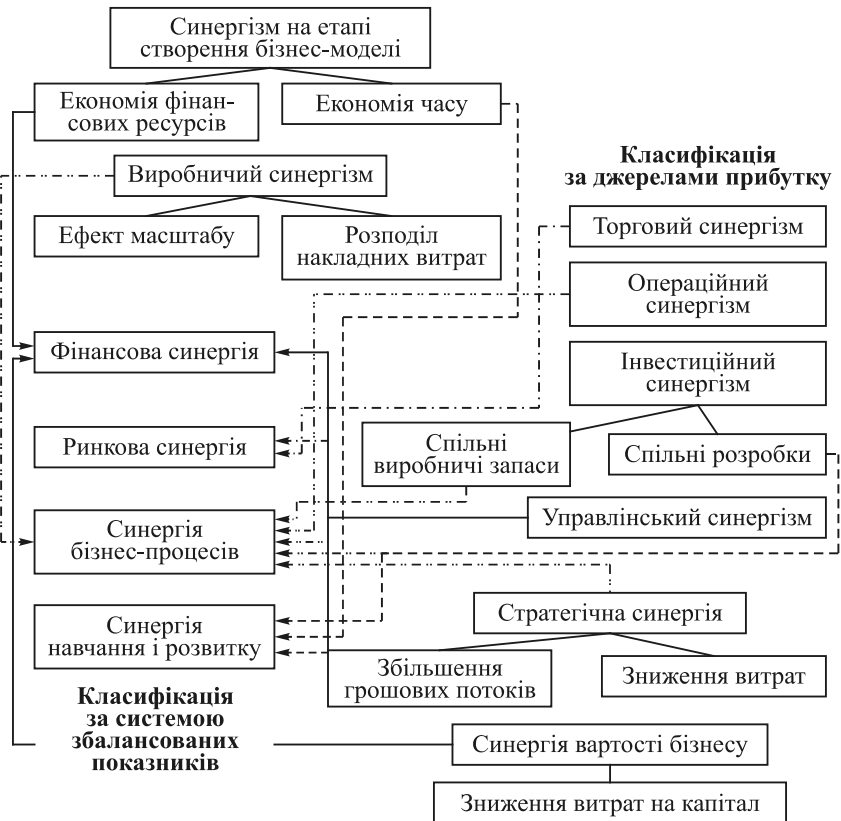 Синергізм на етапі
створення бізнес-моделі
Економія фінан-
сових ресурсів
Економія часу
Виробничий синергізм
Ефект масштабу
Розподіл
накладних витрат
Класифікація
за джерелами прибутку
Торговий синергізм
Операційний
синергізм
Фінансова синергія
Інвестиційний
синергізм
Ринкова синергія
Спільні
виробничі запаси
Спільні розробки
Синергія
бізнес-процесів
Управлінський синергізм
Синергія
навчання і розвитку
Стратегічна синергія
Збільшення
грошових потоків
Зниження витрат
Класифікація
за системою
збалансованих
показників
Синергія вартості бізнесу
Зниження витрат на капітал